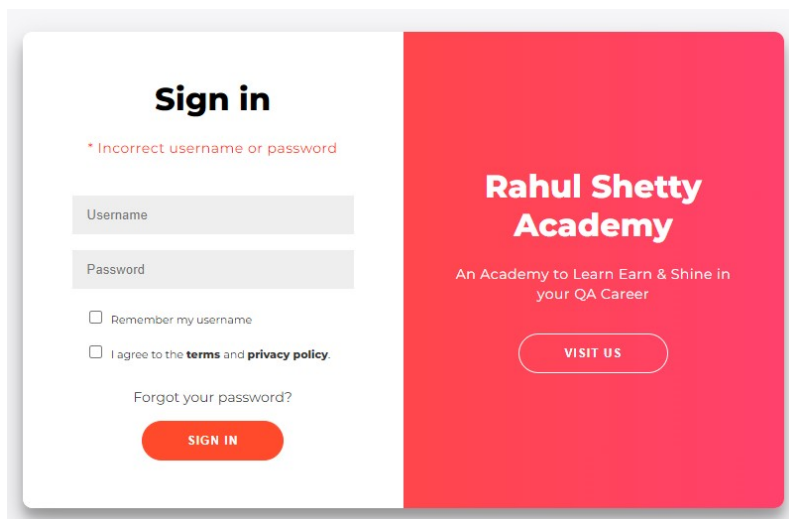 Sign in
* Incorrect username or password
Username
Password
Remember my username
I agree to the terms and privacy policy.
Forgot your password?
SIGN IN
Rahul Shetty
Academy
An Academy to Learn Earn & Shine in
your QA Career
VISIT US